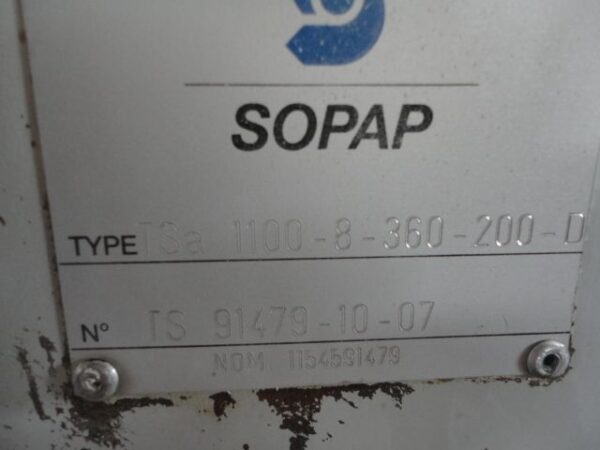 SOPAP
TYPE TSa 1100-8-360-200-D
N° TS 91479-10-07
NOM 1154591479